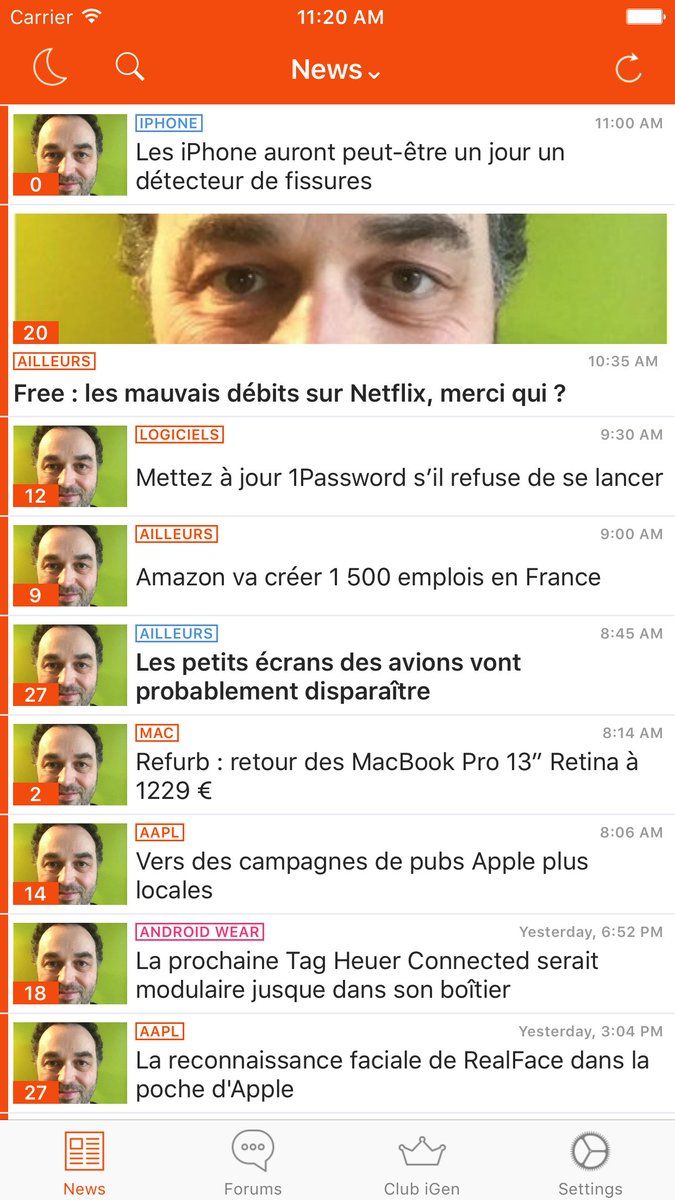 Carrier 11:20 AM
News
IPHONE 11:00 AM
Les iPhone auront peut-être un jour un
détecteur de fissures
0
20
AILLEURS 10:35 AM
Free : les mauvais débits sur Netflix, merci qui ?
LOGICIELS 9:30 AM
Mettez à jour 1Password s’il refuse de se lancer
12
AILLEURS 9:00 AM
Amazon va créer 1 500 emplois en France
9
AILLEURS 8:45 AM
Les petits écrans des avions vont
probablement disparaître
27
MAC 8:14 AM
Refurb : retour des MacBook Pro 13” Retina à
1229 €
2
AAPL 8:06 AM
Vers des campagnes de pubs Apple plus
locales
14
ANDROID WEAR Yesterday, 6:52 PM
La prochaine Tag Heuer Connected serait
modulaire jusque dans son boîtier
18
AAPL Yesterday, 3:04 PM
La reconnaissance faciale de RealFace dans la
poche d'Apple
27
News Forums Club iGen Settings